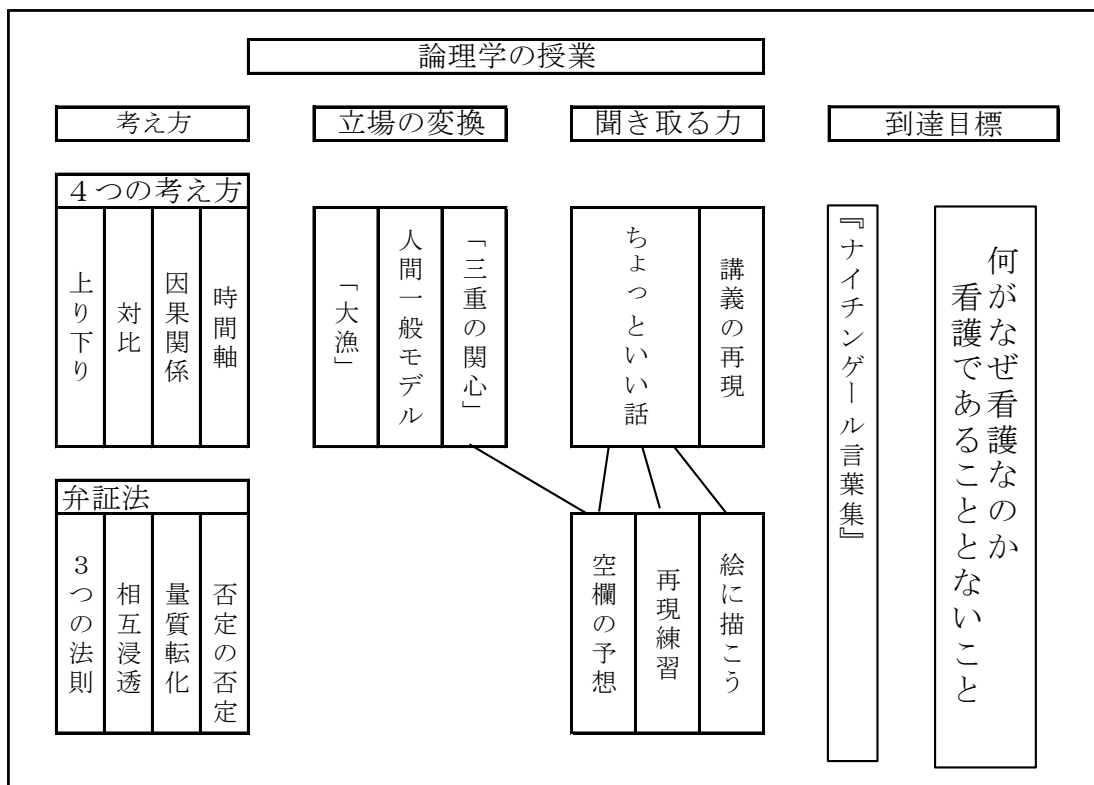 論理学の授業
考え方
立場の変換
聞き取る力
到達目標
4つの考え方
時間軸
因果関係
対比
上り下り
弁証法
否定の否定
量質転化
相互浸透
3つの法則
「三重の関心」
人間一般モデル
「大漁」
講義の再現
ちょっといい話
絵に描こう
再現練習
空欄の予想
何がなぜ看護なのか
看護であることとないこと
『ナイチンゲール言葉集』